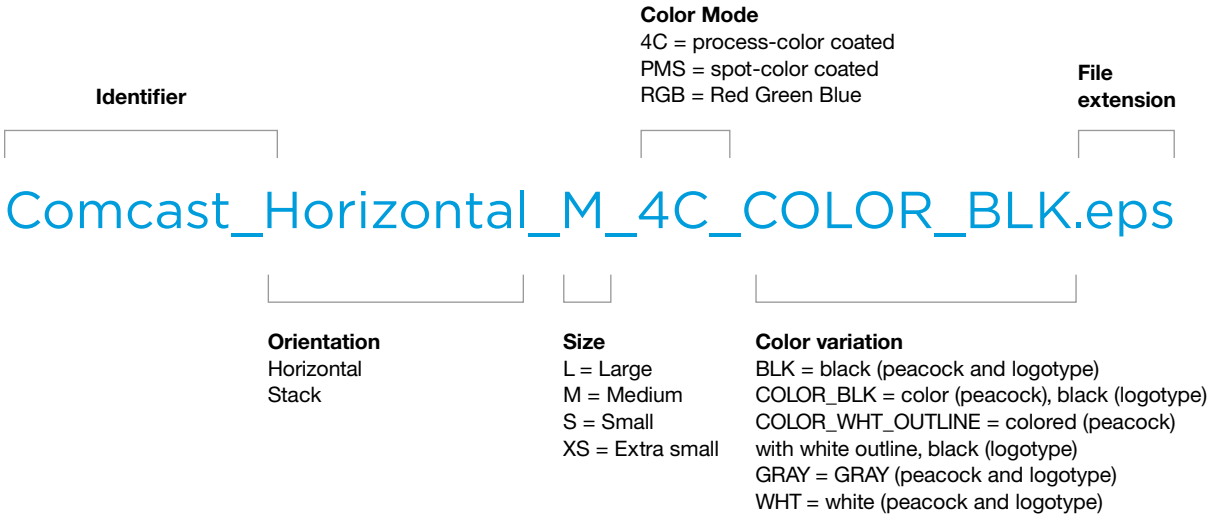 Color Mode
4C = process-color coated
PMS = spot-color coated
RGB = Red Green Blue
Identifier
File
extension
Comcast_Horizontal_M_4C_COLOR_BLK.eps
Orientation
Horizontal
Stack
Size
L = Large
M = Medium
S = Small
XS = Extra small
Color variation
BLK = black (peacock and logotype)
COLOR_BLK = color (peacock), black (logotype)
COLOR_WHT_OUTLINE = colored (peacock)
with white outline, black (logotype)
GRAY = GRAY (peacock and logotype)
WHT = white (peacock and logotype)